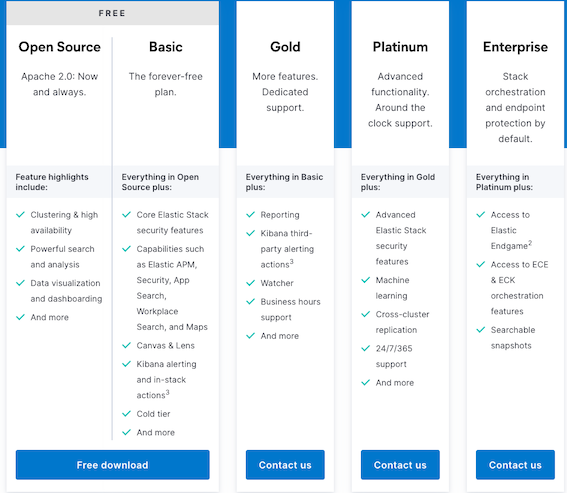 FREE
Open Source
Apache 2.0: Now
and always.
Feature highlights
include:
Clustering & high
availability
Powerful search
and analysis
Data visualization
and dashboarding
And more
Basic
The forever-free
plan.
Everything in Open
Source plus:
Core Elastic Stack
security features
Capabilities such
as Elastic APM,
Security, App
Search,
Workplace
Search, and Maps
Canvas & Lens
Kibana alerting
and in-stack
actions³
Cold tier
And more
Free download
Gold
More features.
Dedicated
support.
Everything in Basic
plus:
Reporting
Kibana third-
party alerting
actions³
Watcher
Business hours
support
And more
Contact us
Platinum
Advanced
functionality.
Around the
clock support.
Everything in Gold
plus:
Advanced
Elastic Stack
security
features
Machine
learning
Cross-cluster
replication
24/7/365
support
And more
Contact us
Enterprise
Stack
orchestration
and endpoint
protection by
default.
Everything in
Platinum plus:
Access to
Elastic
Endgame²
Access to ECE
& ECK
orchestration
features
Searchable
snapshots
Contact us